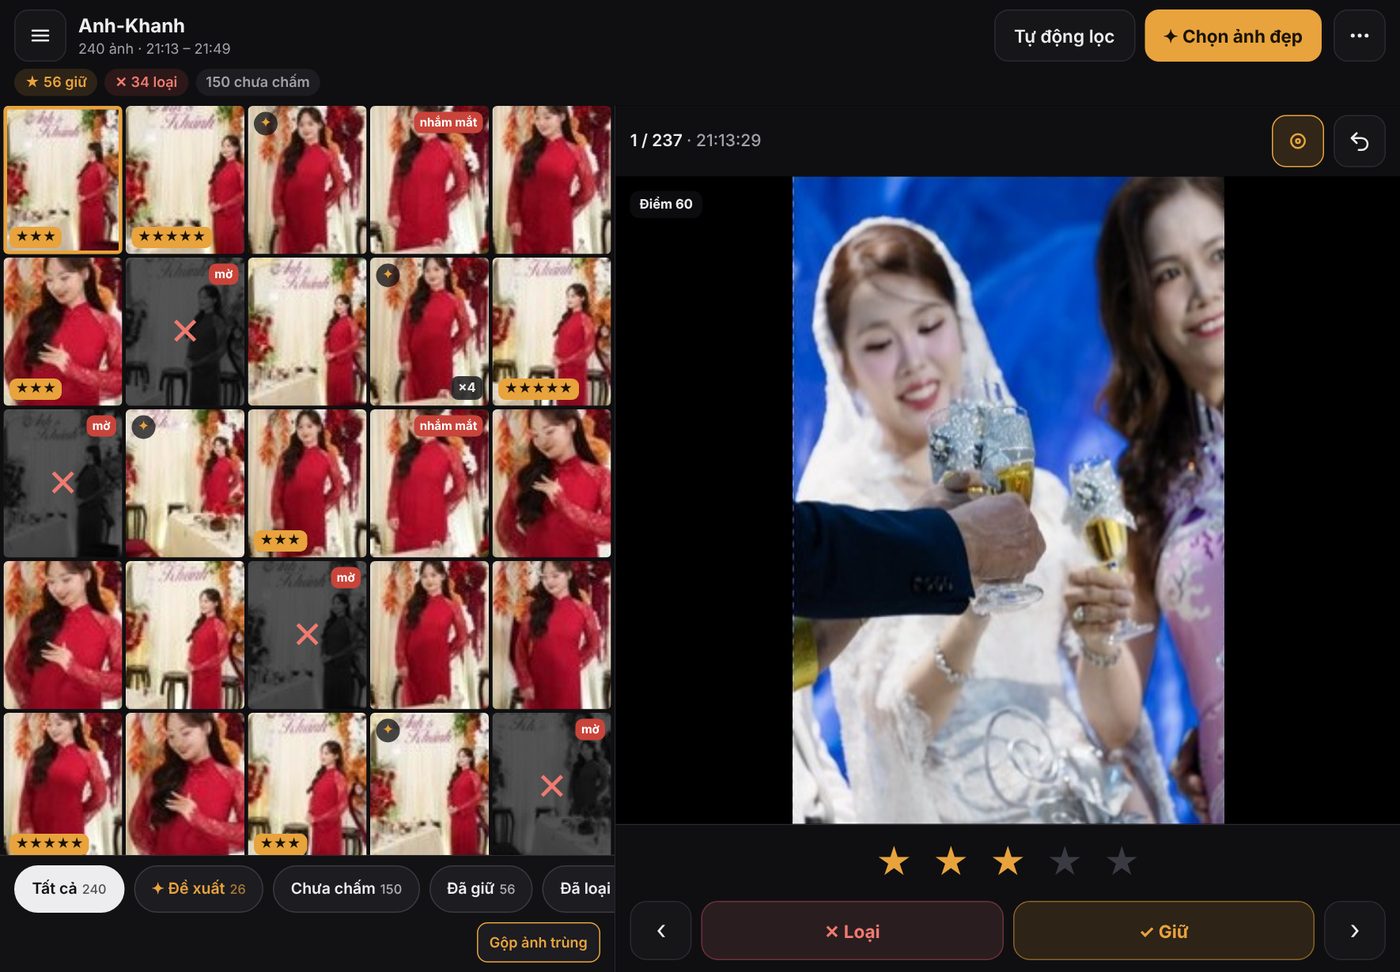 Anh-Khanh
240 ảnh · 21:13 – 21:49
Tự động lọc
✦ Chọn ảnh đẹp
★ 56 giữ
✕ 34 loại
150 chưa chấm
1 / 237 · 21:13:29
Điểm 60
nhắm mắt
mờ
×4
mờ
nhắm mắt
mờ
mờ
Tất cả 240
✦ Đề xuất 26
Chưa chấm 150
Đã giữ 56
Đã loại
Gộp ảnh trùng
✕ Loại
✓ Giữ